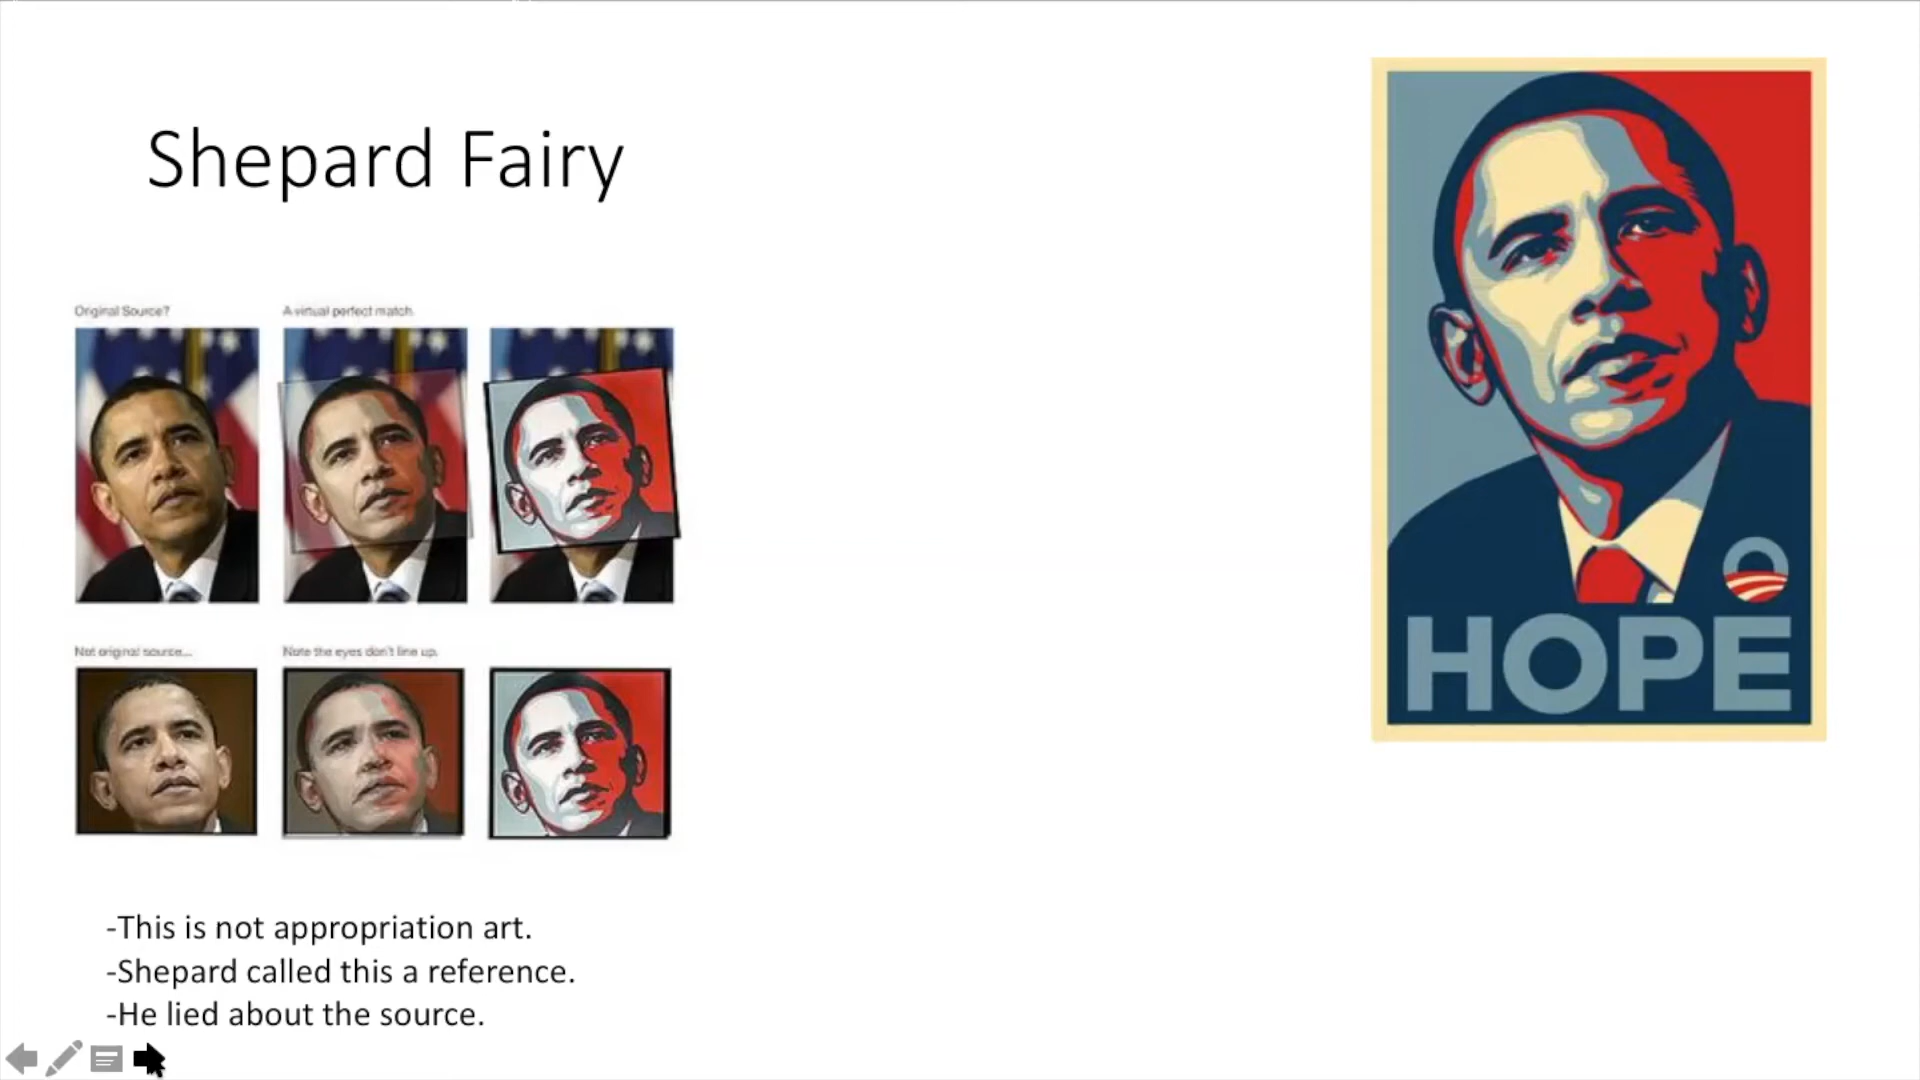 Shepard Fairy
Original Source?
A virtual perfect match.
Not original source...
Note the eyes don't line up.
HOPE
-This is not appropriation art.
-Shepard called this a reference.
-He lied about the source.